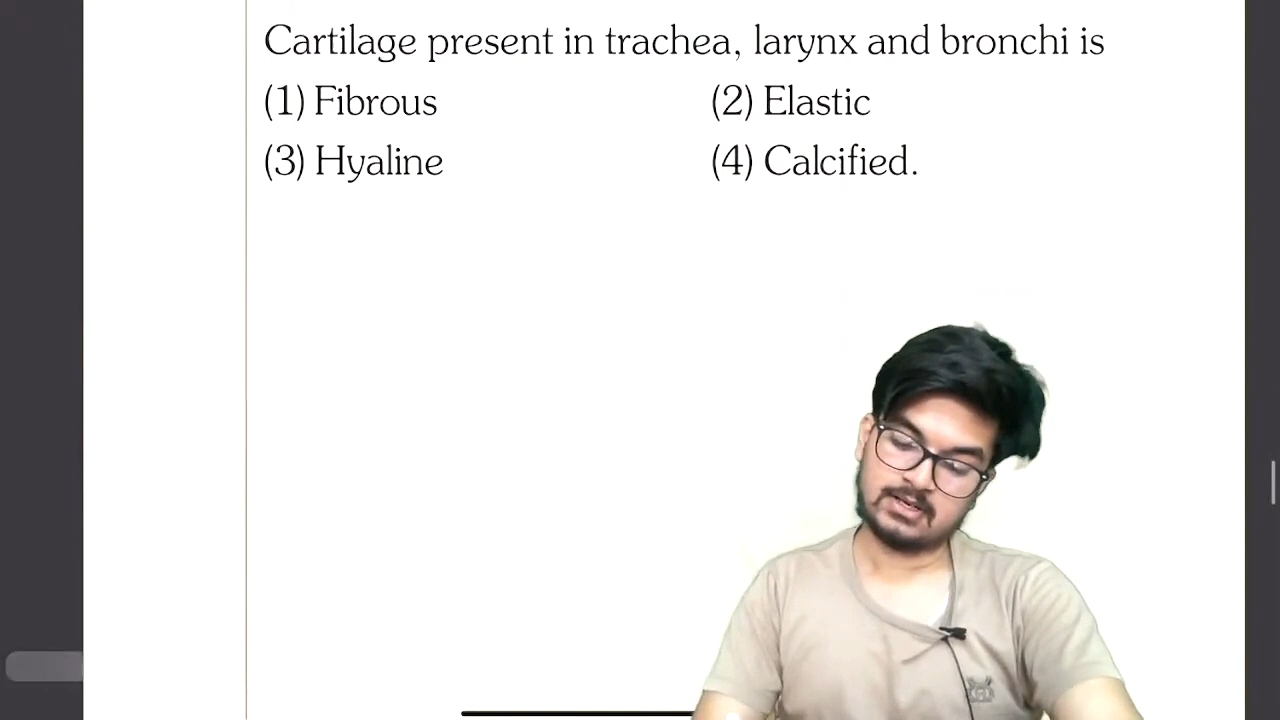 Cartilage present in trachea, larynx and bronchi is
(1) Fibrous (2) Elastic
(3) Hyaline (4) Calcified.